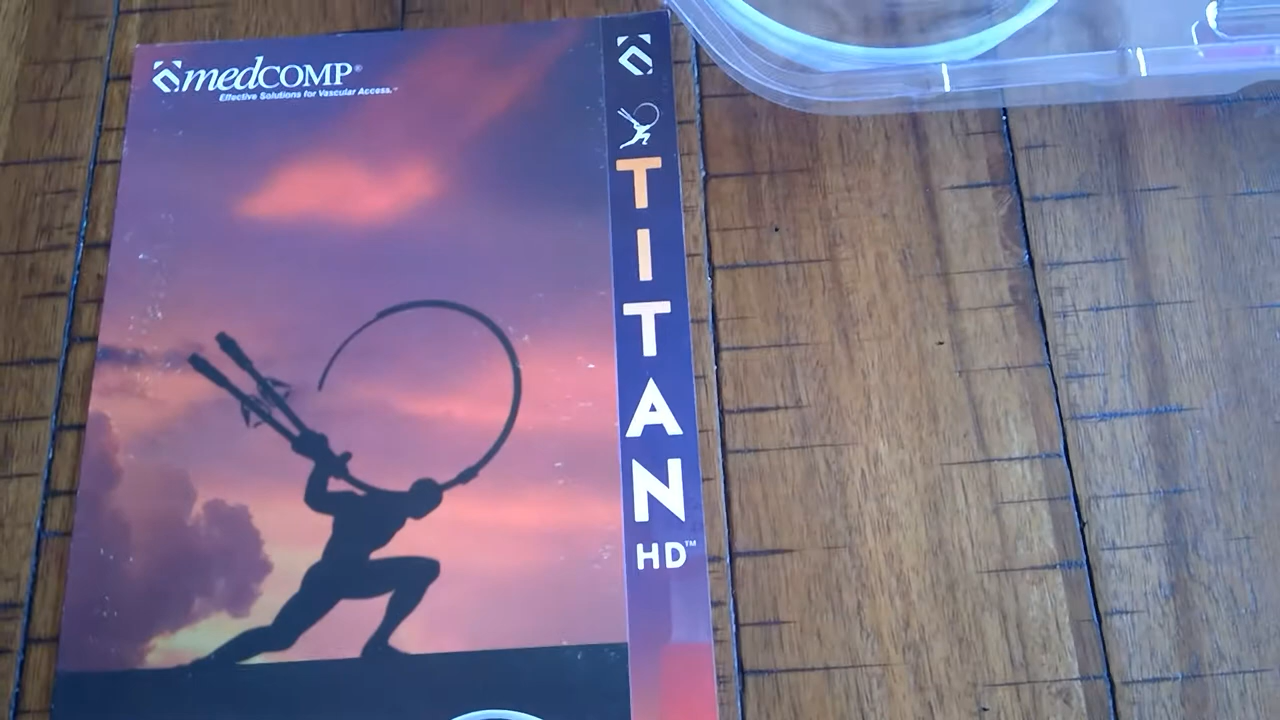 medCOMP®
Effective Solutions for Vascular Access.™
TITAN
HD™